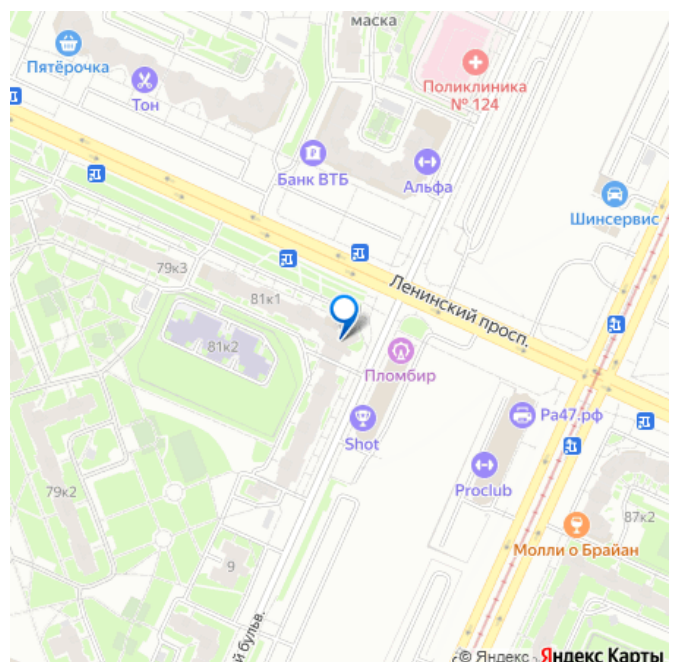 маска
Пятёрочка
Тон
Поликлиника
№ 124
Банк ВТБ
Альфа
Шинсервис
79к3
81к1
Ленинский просп.
81к2
Пломбир
Shot
Ра47.рф
Proclub
79к2
87к2
Молли о Брайан
9
й бульв.
© Яндекс Яндекс Карты